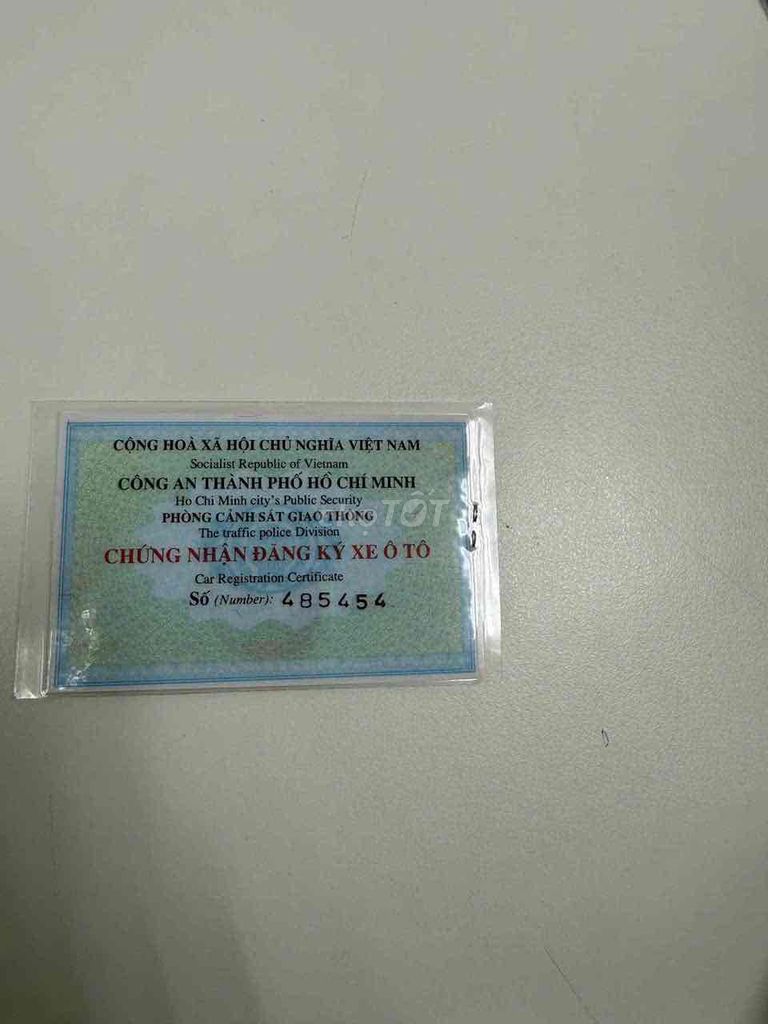 CỘNG HOÀ XÃ HỘI CHỦ NGHĨA VIỆT NAM
Socialist Republic of Vietnam
CÔNG AN THÀNH PHỐ HỒ CHÍ MINH
Ho Chi Minh city's Public Security
PHÒNG CẢNH SÁT GIAO THÔNG
The traffic police Division
CHỨNG NHẬN ĐĂNG KÝ XE Ô TÔ
Car Registration Certificate
Số (Number): 485454
TỐT